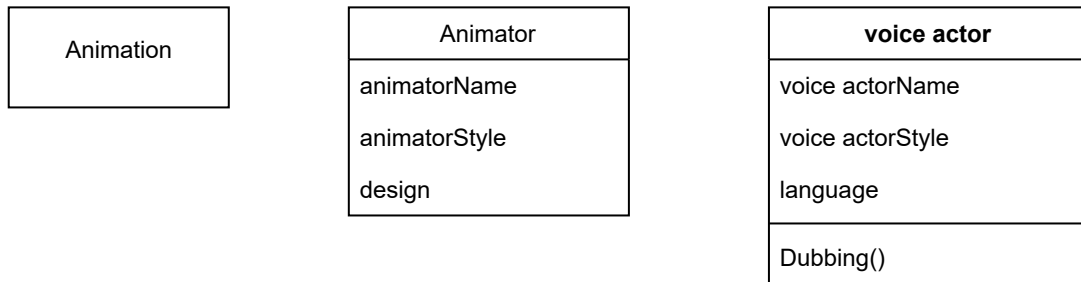 Animation
Animator
animatorName
animatorStyle
design
voice actor
voice actorName
voice actorStyle
language
Dubbing()